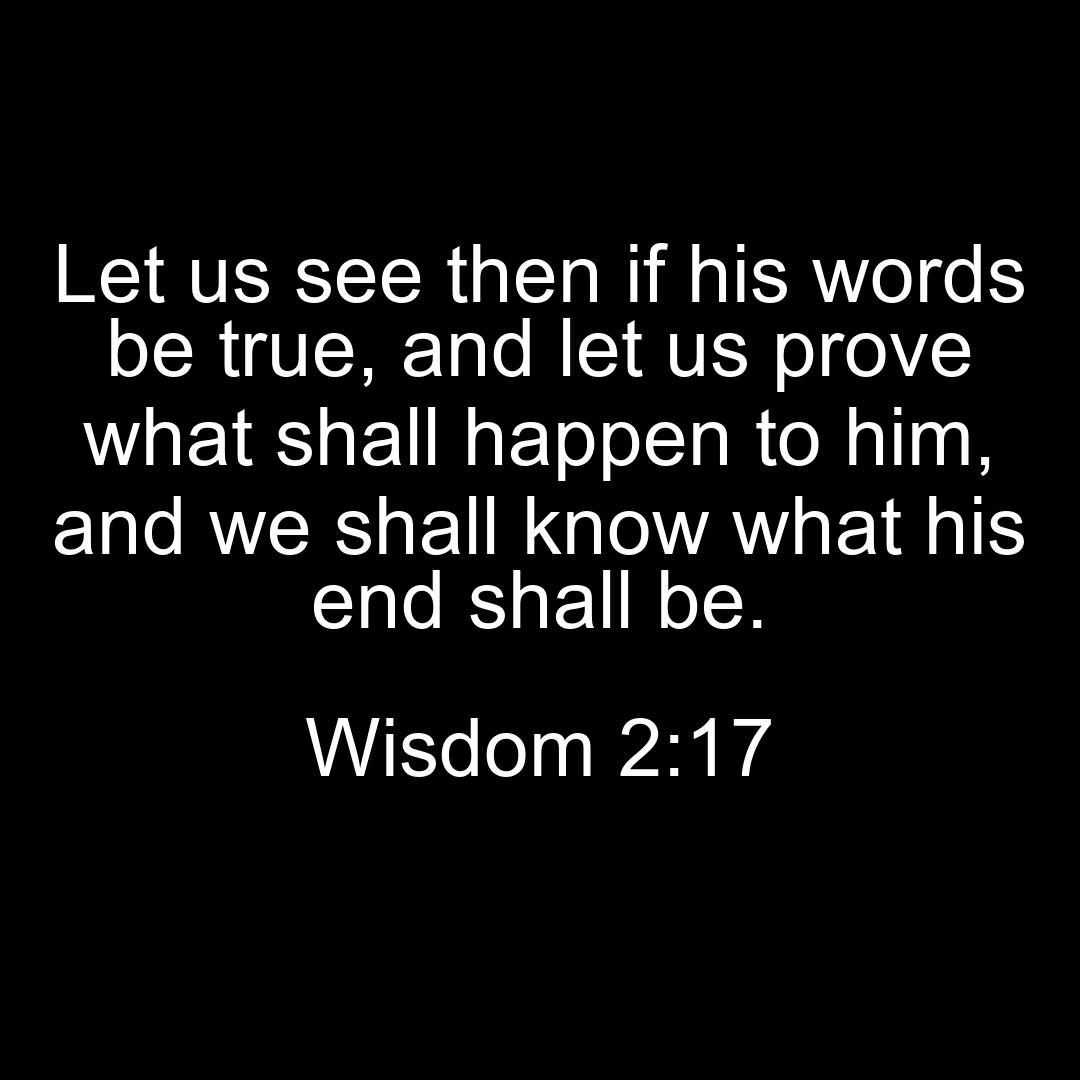 Let us see then if his words
be true, and let us prove
what shall happen to him,
and we shall know what his
end shall be.
Wisdom 2:17